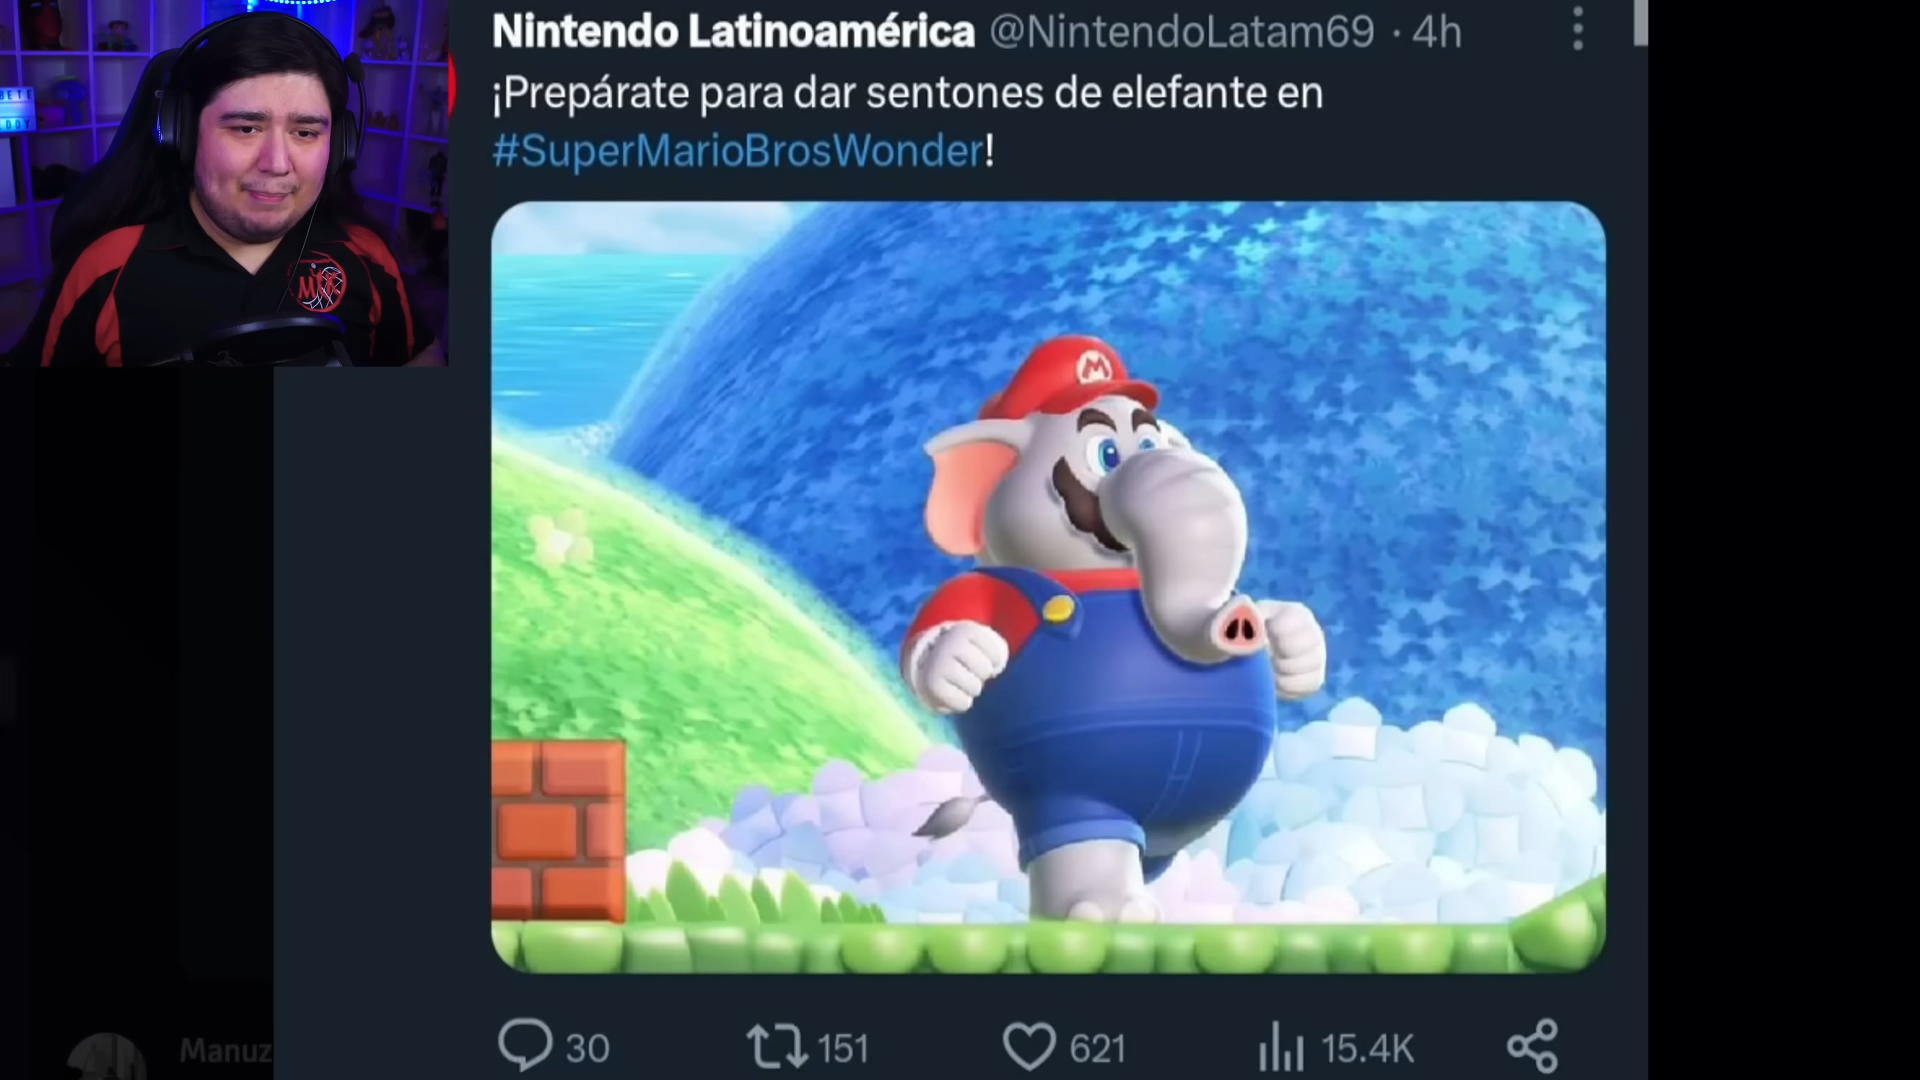 Nintendo Latinoamérica @NintendoLatam69 · 4h
¡Prepárate para dar sentones de elefante en
#SuperMarioBrosWonder!
M
30 151 621 15.4K
Manuz